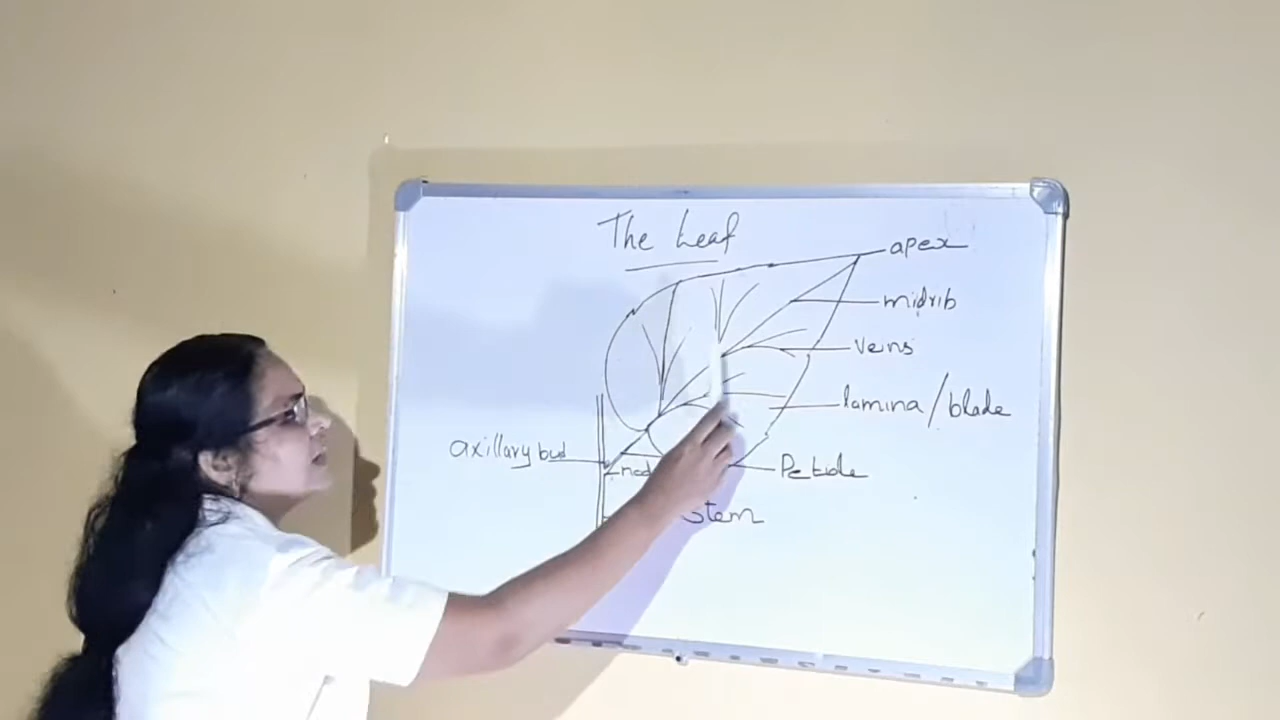 The Leaf
apex
midrib
Veins
lamina/blade
axillary bud
Petiole
stem